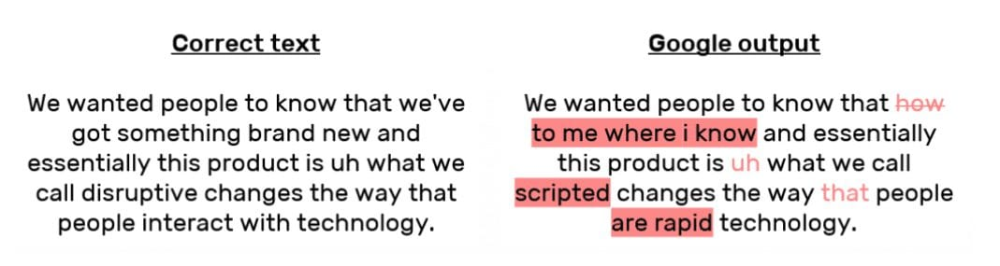 Correct text
We wanted people to know that we've
got something brand new and
essentially this product is uh what we
call disruptive changes the way that
people interact with technology.
Google output
We wanted people to know that how
to me where i know and essentially
this product is uh what we call
scripted changes the way that people
are rapid technology.